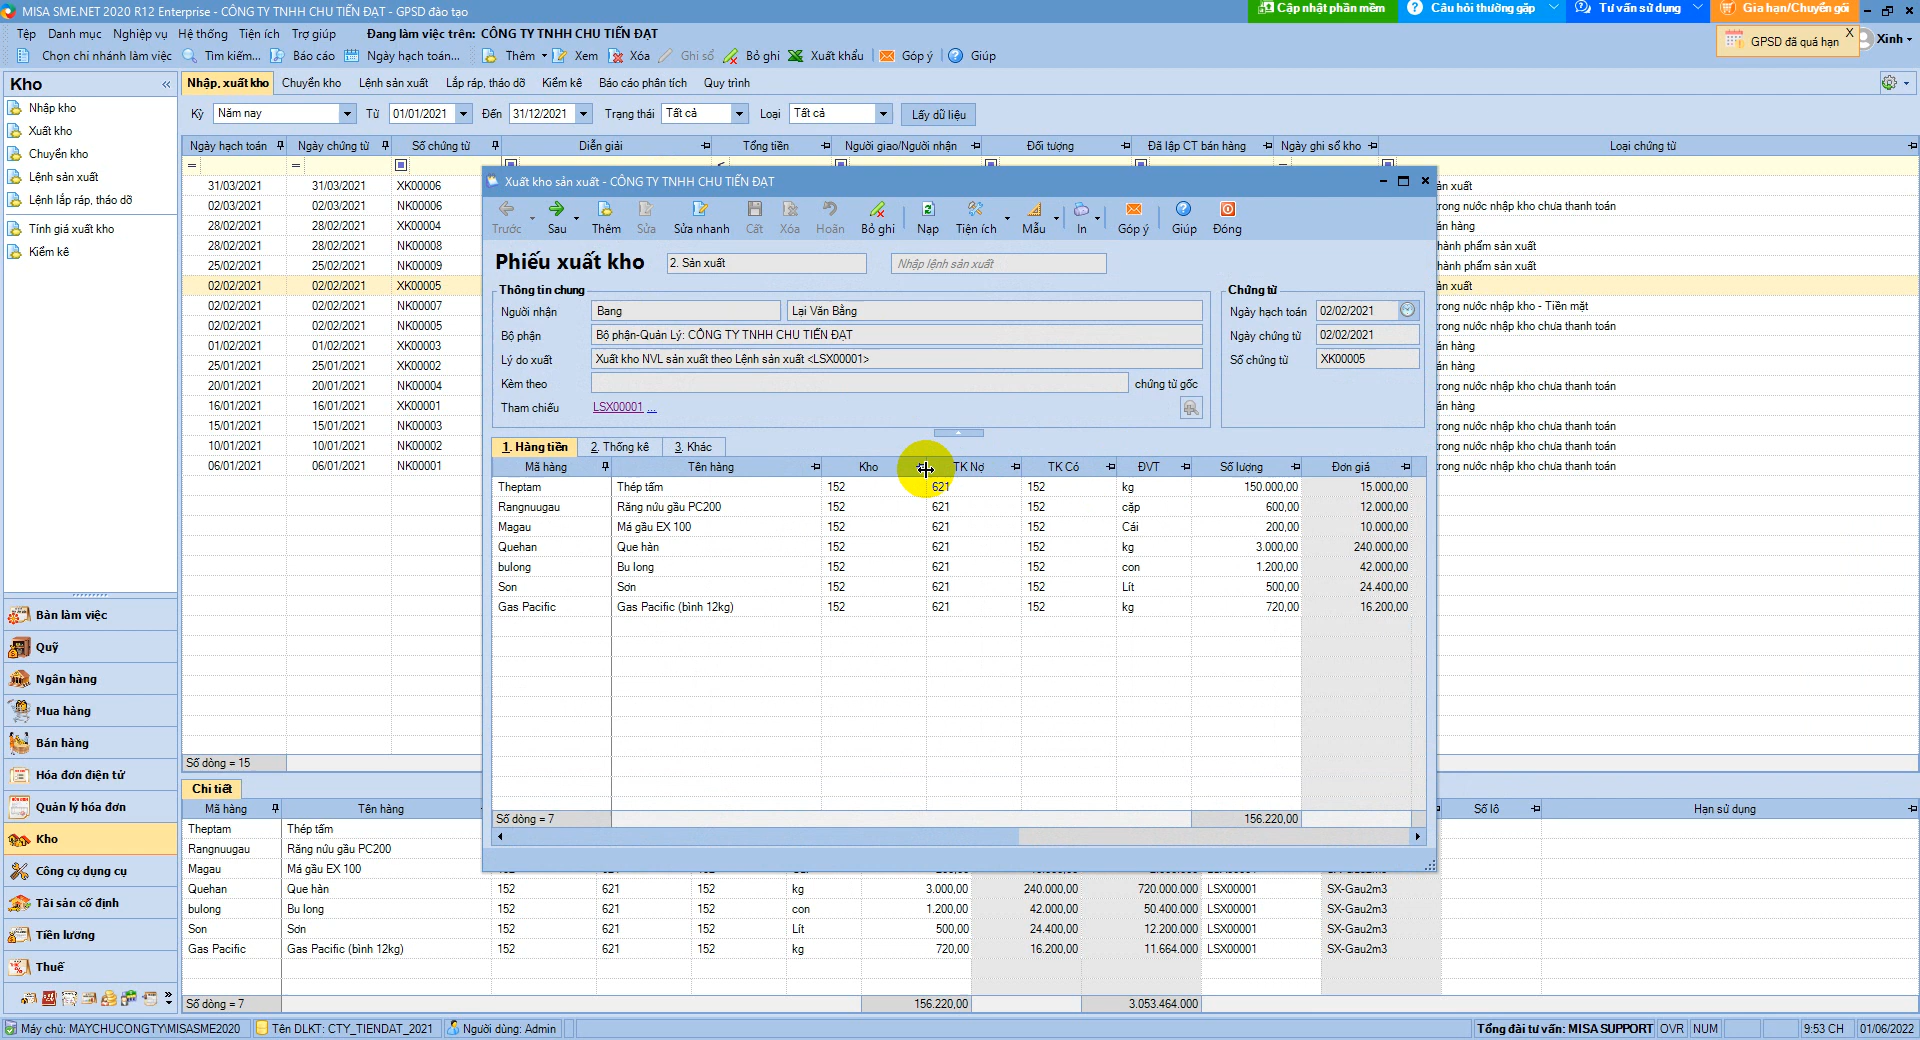 MISA SME.NET 2020 R12 Enterprise - CÔNG TY TNHH CHU TIẾN ĐẠT - GPSD đào tạo
Cập nhật phần mềm Câu hỏi thường gặp Tư vấn sử dụng Gia hạn/Chuyển gói
Tệp Danh mục Nghiệp vụ Hệ thống Tiện ích Trợ giúp Đang làm việc trên: CÔNG TY TNHH CHU TIẾN ĐẠT
GPSD đã quá hạn X Xinh
Chọn chi nhánh làm việc Tìm kiếm... Báo cáo Ngày hạch toán... Thêm Xem Xóa Ghi sổ Bỏ ghi Xuất khẩu Góp ý Giúp
Kho «
Nhập kho
Xuất kho
Chuyển kho
Lệnh sản xuất
Lệnh lắp ráp, tháo dỡ
Tính giá xuất kho
Kiểm kê
Bàn làm việc
Quỹ
Ngân hàng
Mua hàng
Bán hàng
Hóa đơn điện tử
Quản lý hóa đơn
Kho
Công cụ dụng cụ
Tài sản cố định
Tiền lương
Thuế
Nhập, xuất kho Chuyển kho Lệnh sản xuất Lắp ráp, tháo dỡ Kiểm kê Báo cáo phân tích Quy trình
Kỳ Năm nay Từ 01/01/2021 Đến 31/12/2021 Trạng thái Tất cả Loại Tất cả Lấy dữ liệu
Ngày hạch toán Ngày chứng từ Số chứng từ Diễn giải Tổng tiền Người giao/Người nhận Đối tượng Đã lập CT bán hàng Ngày ghi sổ kho Loại chứng từ
= =
31/03/2021 31/03/2021 XK00006 ản xuất
02/03/2021 02/03/2021 NK00006 trong nước nhập kho chưa thanh toán
28/02/2021 28/02/2021 XK00004 án hàng
28/02/2021 28/02/2021 NK00008 hành phẩm sản xuất
25/02/2021 25/02/2021 NK00009 hành phẩm sản xuất
02/02/2021 02/02/2021 XK00005 ản xuất
02/02/2021 02/02/2021 NK00007 trong nước nhập kho - Tiền mặt
02/02/2021 02/02/2021 NK00005 trong nước nhập kho chưa thanh toán
01/02/2021 01/02/2021 XK00003 án hàng
25/01/2021 25/01/2021 XK00002 án hàng
20/01/2021 20/01/2021 NK00004 trong nước nhập kho chưa thanh toán
16/01/2021 16/01/2021 XK00001 án hàng
15/01/2021 15/01/2021 NK00003 trong nước nhập kho chưa thanh toán
10/01/2021 10/01/2021 NK00002 trong nước nhập kho chưa thanh toán
06/01/2021 06/01/2021 NK00001 trong nước nhập kho chưa thanh toán
Số dòng = 15
Xuất kho sản xuất - CÔNG TY TNHH CHU TIẾN ĐẠT
Trước Sau Thêm Sửa Sửa nhanh Cất Xóa Hoãn Bỏ ghi Nạp Tiện ích Mẫu In Góp ý Giúp Đóng
Phiếu xuất kho 2. Sản xuất Nhập lệnh sản xuất
Thông tin chung Chứng từ
Người nhận Bang Lại Văn Bằng Ngày hạch toán 02/02/2021
Bộ phận Bộ phận-Quản Lý: CÔNG TY TNHH CHU TIẾN ĐẠT Ngày chứng từ 02/02/2021
Lý do xuất Xuất kho NVL sản xuất theo Lệnh sản xuất <LSX00001> Số chứng từ XK00005
Kèm theo chứng từ gốc
Tham chiếu LSX00001 ...
1. Hàng tiền 2. Thống kê 3. Khác
Mã hàng Tên hàng Kho TK Nợ TK Có ĐVT Số lượng Đơn giá
Theptam Thép tấm 152 621 152 kg 150.000,00 15.000,00
Rangnuugau Răng nứu gầu PC200 152 621 152 cặp 600,00 12.000,00
Magau Má gầu EX 100 152 621 152 Cái 200,00 10.000,00
Quehan Que hàn 152 621 152 kg 3.000,00 240.000,00
bulong Bu long 152 621 152 con 1.200,00 42.000,00
Son Sơn 152 621 152 Lít 500,00 24.400,00
Gas Pacific Gas Pacific (bình 12kg) 152 621 152 kg 720,00 16.200,00
Số dòng = 7 156.220,00
Chi tiết
Mã hàng Tên hàng Số lô Hạn sử dụng
Theptam Thép tấm
Rangnuugau Răng nứu gầu PC200
Magau Má gầu EX 100
Quehan Que hàn 152 621 152 kg 3.000,00 240.000,00 720.000.000 LSX00001 SX-Gau2m3
bulong Bu long 152 621 152 con 1.200,00 42.000,00 50.400.000 LSX00001 SX-Gau2m3
Son Sơn 152 621 152 Lít 500,00 24.400,00 12.200.000 LSX00001 SX-Gau2m3
Gas Pacific Gas Pacific (bình 12kg) 152 621 152 kg 720,00 16.200,00 11.664.000 LSX00001 SX-Gau2m3
Số dòng = 7 156.220,00 3.053.464.000
Máy chủ: MAYCHUCONGTY\MISASME2020 Tên DLKT: CTY_TIENDAT_2021 Người dùng: Admin Tổng đài tư vấn: MISA SUPPORT OVR NUM 9:53 CH 01/06/2022